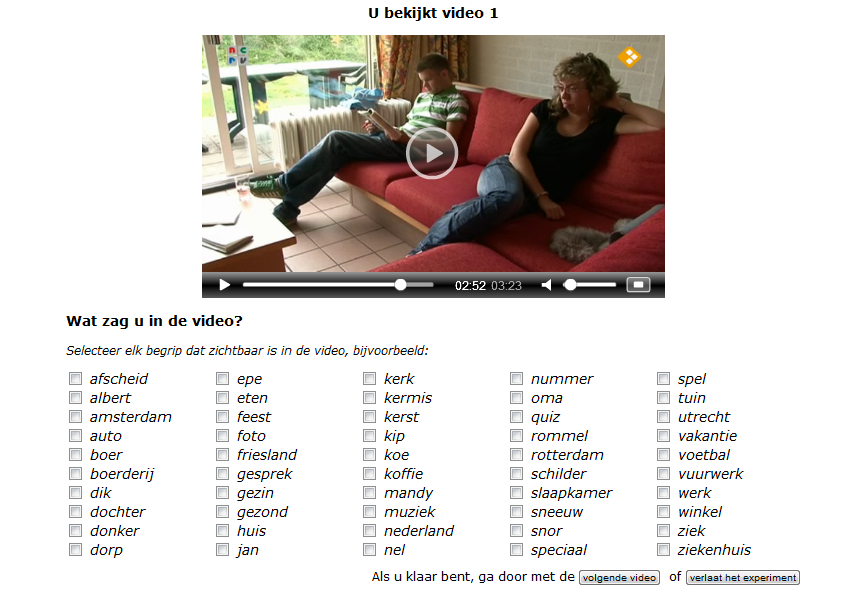 U bekijkt video 1
n c
r v
02:52 03:23
Wat zag u in de video?
Selecteer elk begrip dat zichtbaar is in de video, bijvoorbeeld:
afscheid epe kerk nummer spel
albert eten kermis oma tuin
amsterdam feest kerst quiz utrecht
auto foto kip rommel vakantie
boer friesland koe rotterdam voetbal
boerderij gesprek koffie schilder vuurwerk
dik gezin mandy slaapkamer werk
dochter gezond muziek sneeuw winkel
donker huis nederland snor ziek
dorp jan nel speciaal ziekenhuis
Als u klaar bent, ga door met de volgende video of verlaat het experiment